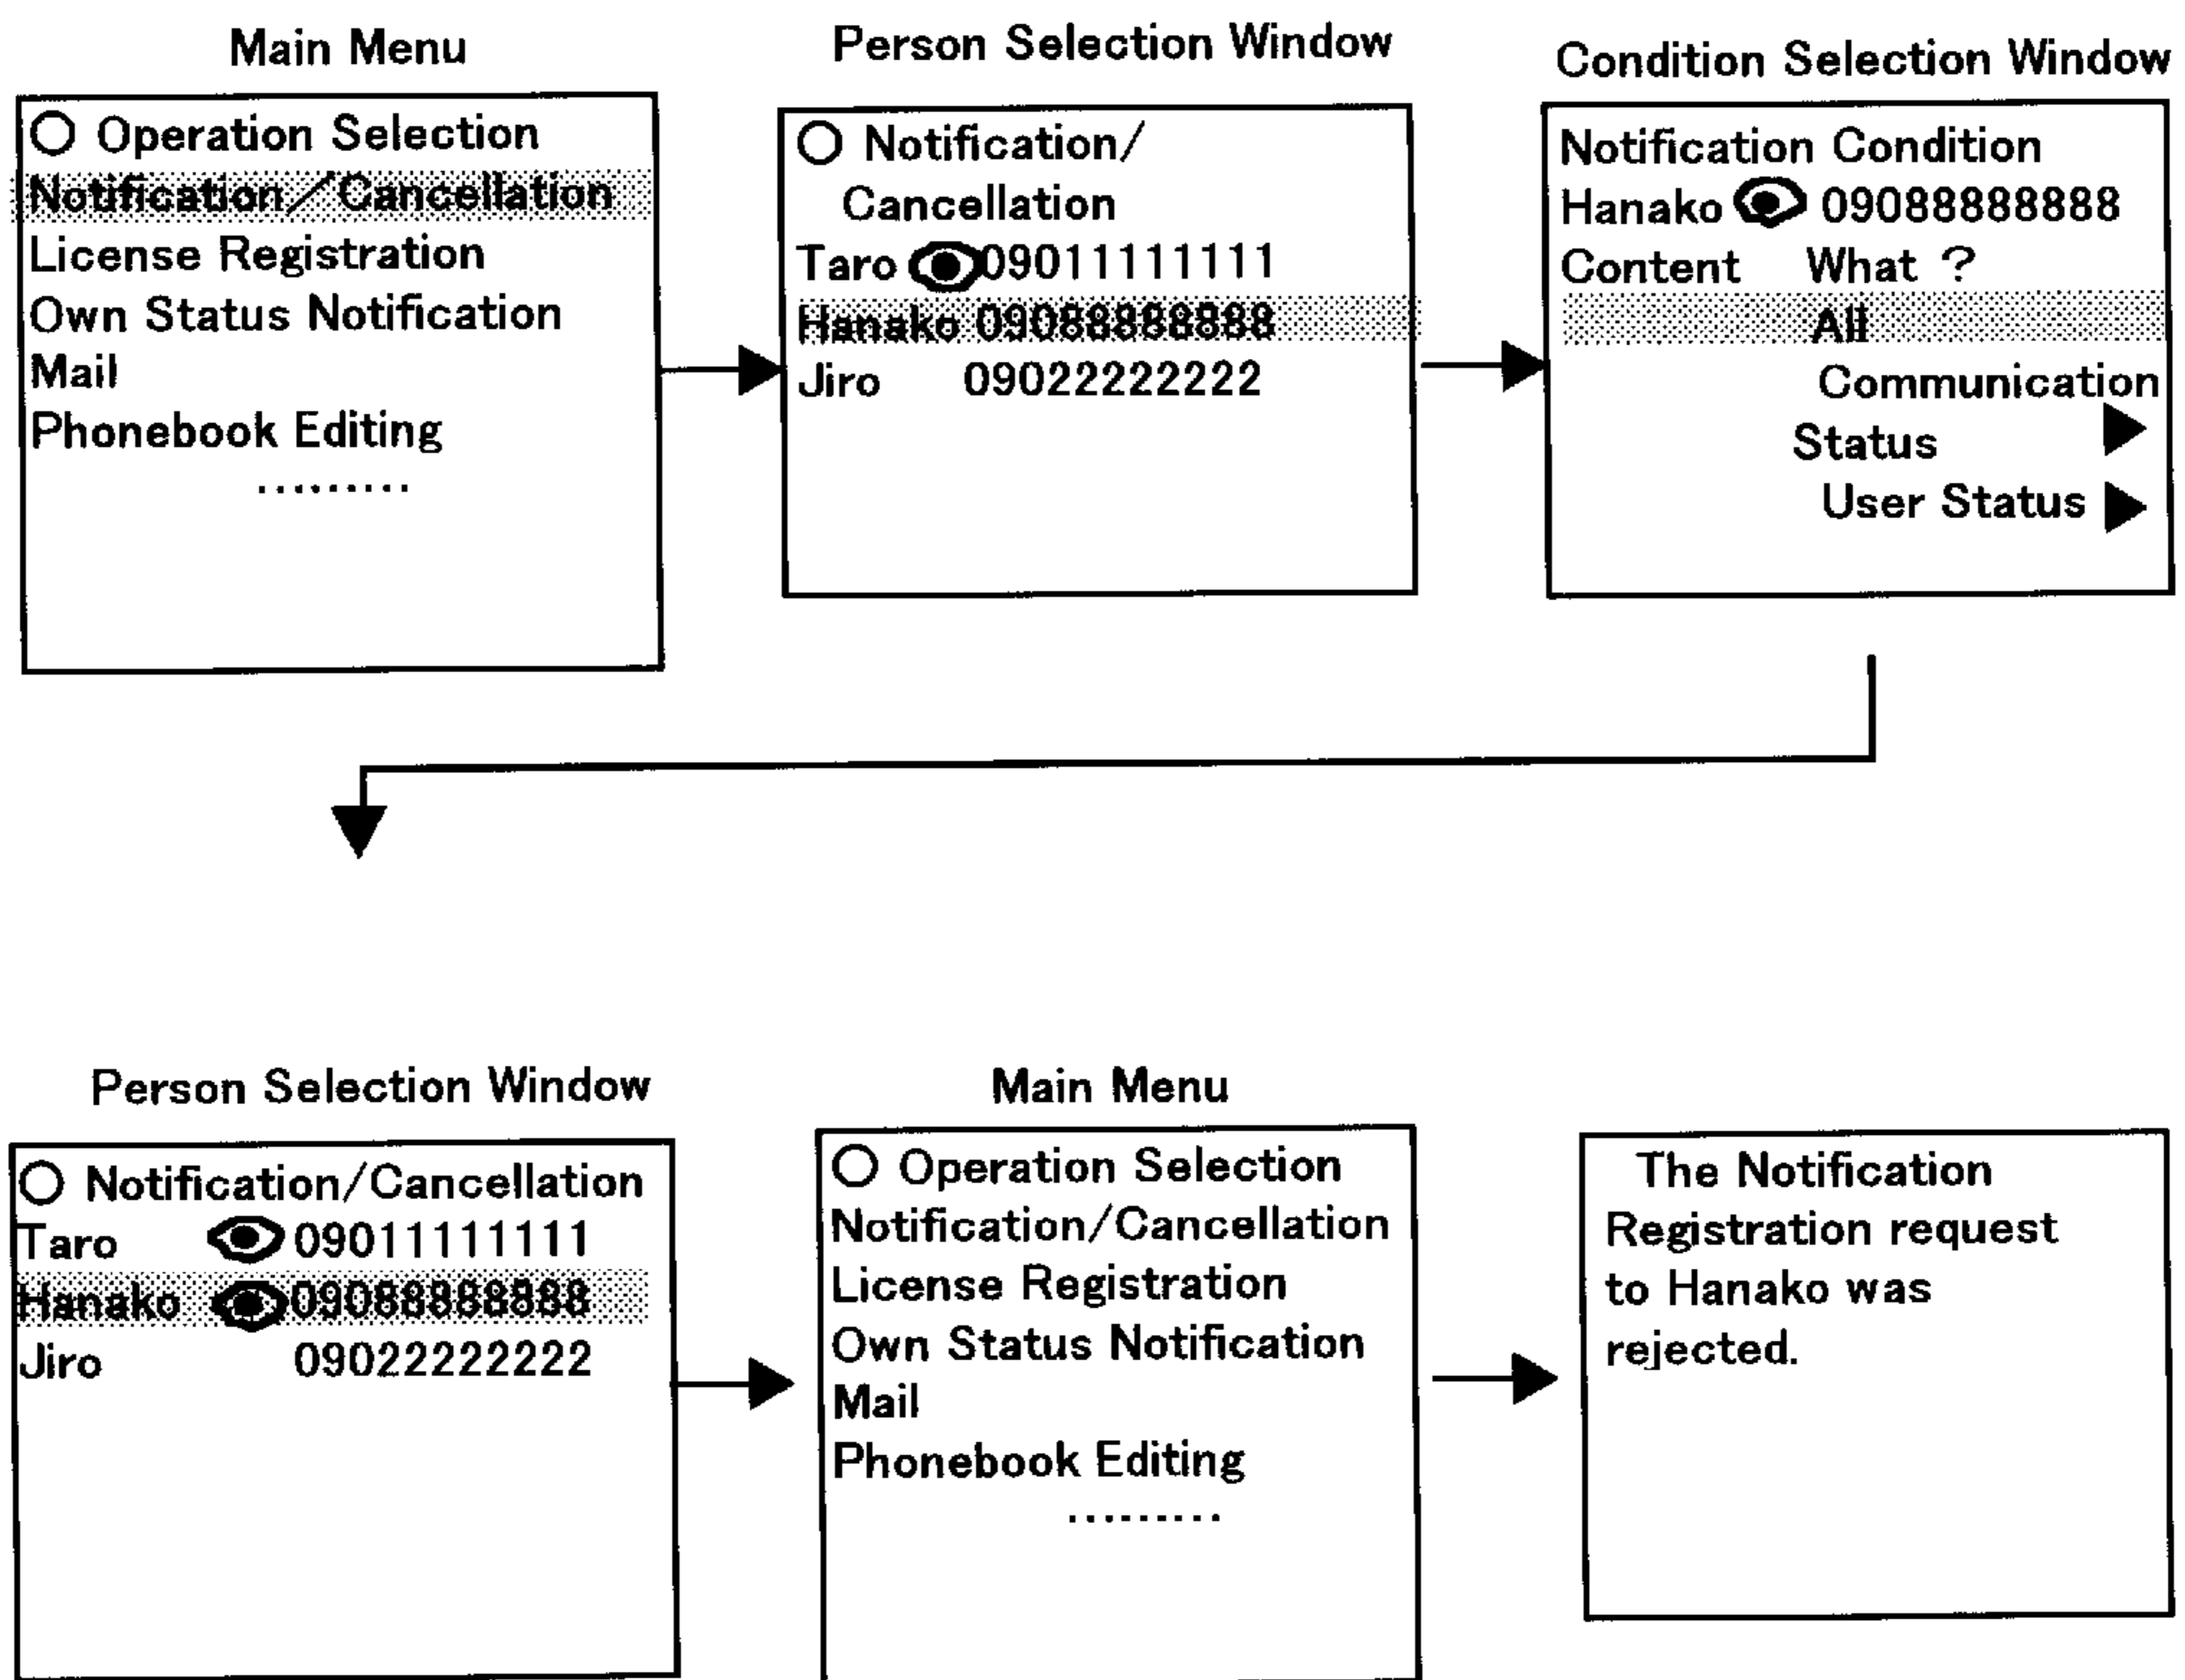 Main Menu
○ Operation Selection
Notification/Cancellation
License Registration
Own Status Notification
Mail
Phonebook Editing
.........
Person Selection Window
○ Notification/
Cancellation
Taro 09011111111
Hanako 09088888888
Jiro 09022222222
Condition Selection Window
Notification Condition
Hanako 09088888888
Content What ?
All
Communication
Status
User Status
Person Selection Window
○ Notification/Cancellation
Taro 09011111111
Hanako 09088888888
Jiro 09022222222
Main Menu
○ Operation Selection
Notification/Cancellation
License Registration
Own Status Notification
Mail
Phonebook Editing
.........
The Notification
Registration request
to Hanako was
rejected.